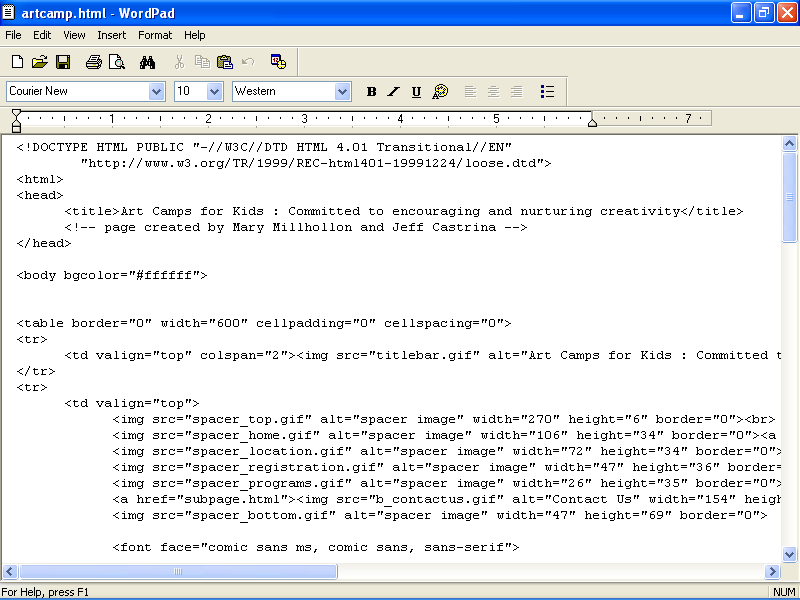 artcamp.html - WordPad
File Edit View Insert Format Help
Courier New 10 Western B U
1 2 3 4 5 7
<!DOCTYPE HTML PUBLIC "-//W3C//DTD HTML 4.01 Transitional//EN"
"http://www.w3.org/TR/1999/REC-html401-19991224/loose.dtd">
<html>
<head>
<title>Art Camps for Kids : Committed to encouraging and nurturing creativity</title>
<!-- page created by Mary Millhollon and Jeff Castrina -->
</head>
<body bgcolor="#ffffff">
<table border="0" width="600" cellpadding="0" cellspacing="0">
<tr>
<td valign="top" colspan="2"><img src="titlebar.gif" alt="Art Camps for Kids : Committed t
</tr>
<tr>
<td valign="top">
<img src="spacer_top.gif" alt="spacer image" width="270" height="6" border="0"><br>
<img src="spacer_home.gif" alt="spacer image" width="106" height="34" border="0"><a
<img src="spacer_location.gif" alt="spacer image" width="72" height="34" border="0">
<img src="spacer_registration.gif" alt="spacer image" width="47" height="36" border=
<img src="spacer_programs.gif" alt="spacer image" width="26" height="35" border="0">
<a href="subpage.html"><img src="b_contactus.gif" alt="Contact Us" width="154" heigh
<img src="spacer_bottom.gif" alt="spacer image" width="47" height="69" border="0">
<font face="comic sans ms, comic sans, sans-serif">
For Help, press F1 NUM